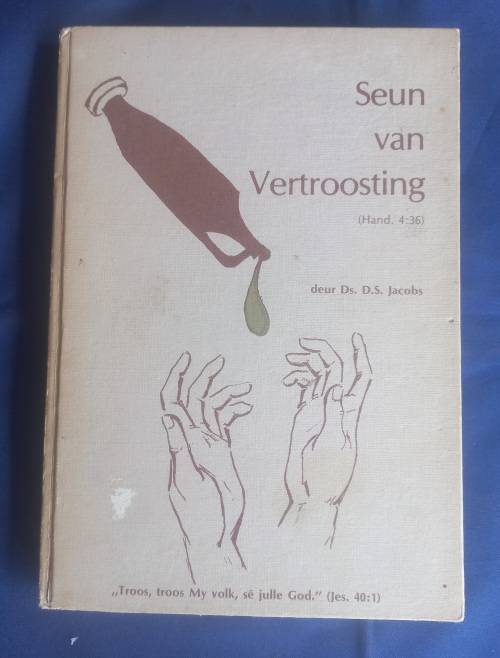 Seun
van
Vertroosting
(Hand. 4:36)
deur Ds. D.S. Jacobs
„Troos, troos My volk, sê julle God.” (Jes. 40:1)